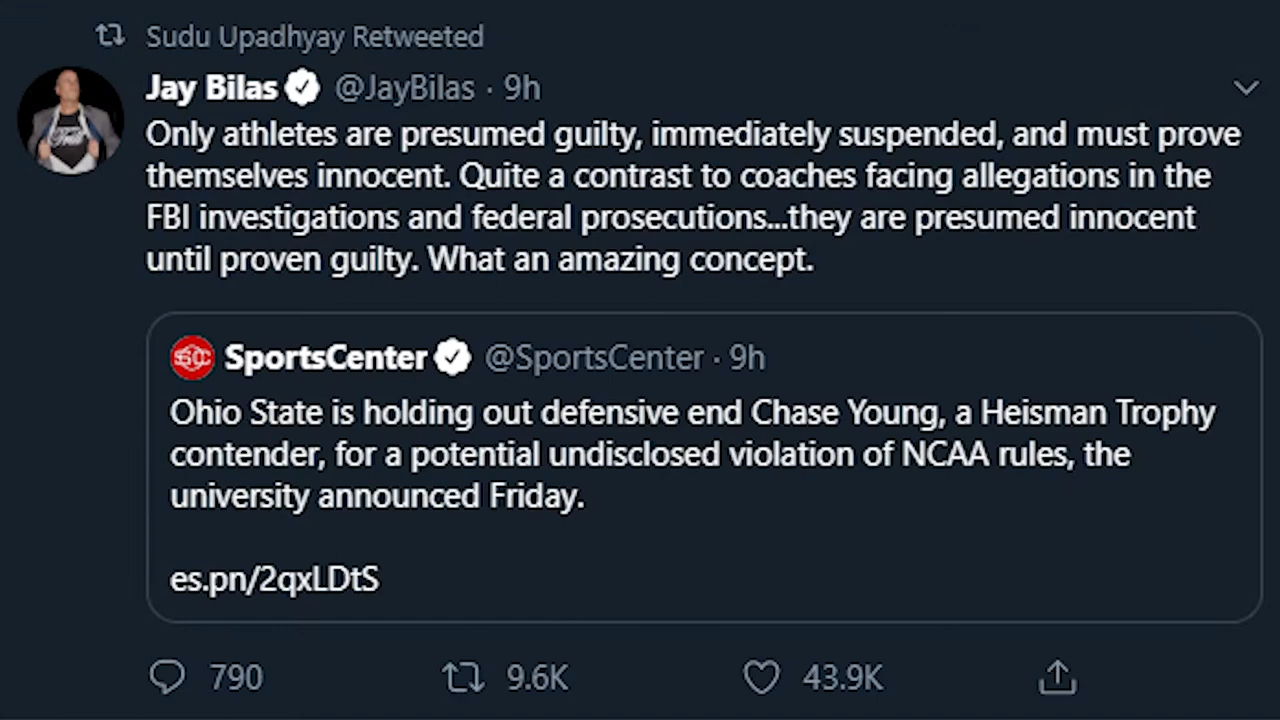 Sudu Upadhyay Retweeted
Jay Bilas @JayBilas · 9h
Only athletes are presumed guilty, immediately suspended, and must prove
themselves innocent. Quite a contrast to coaches facing allegations in the
FBI investigations and federal prosecutions...they are presumed innocent
until proven guilty. What an amazing concept.
SC SportsCenter @SportsCenter · 9h
Ohio State is holding out defensive end Chase Young, a Heisman Trophy
contender, for a potential undisclosed violation of NCAA rules, the
university announced Friday.
es.pn/2qxLDtS
790 9.6K 43.9K